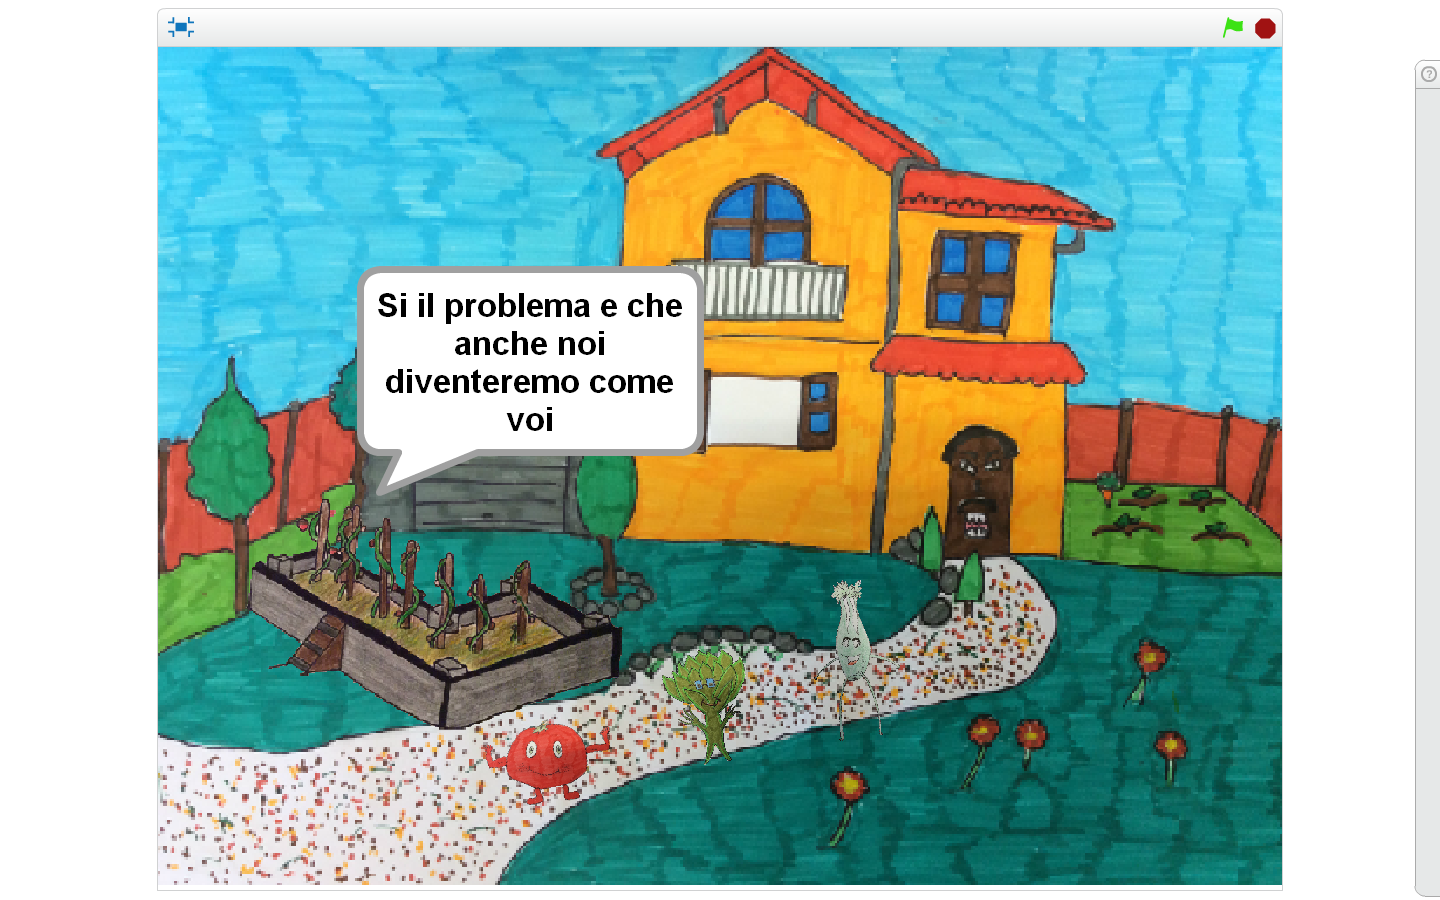 Si il problema e che
anche noi
diventeremo come
voi